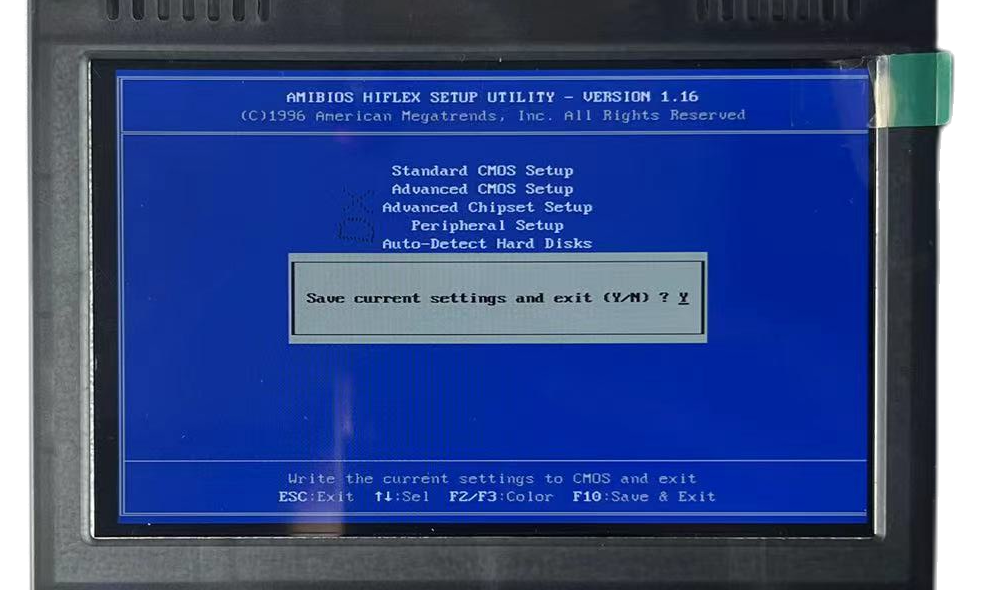 AMIBIOS HIFLEX SETUP UTILITY - VERSION 1.16
(C)1996 American Megatrends, Inc. All Rights Reserved
Standard CMOS Setup
Advanced CMOS Setup
Advanced Chipset Setup
Peripheral Setup
Auto-Detect Hard Disks
Save current settings and exit (Y/N) ? Y
Write the current settings to CMOS and exit
ESC:Exit ↑↓:Sel F2/F3:Color F10:Save & Exit